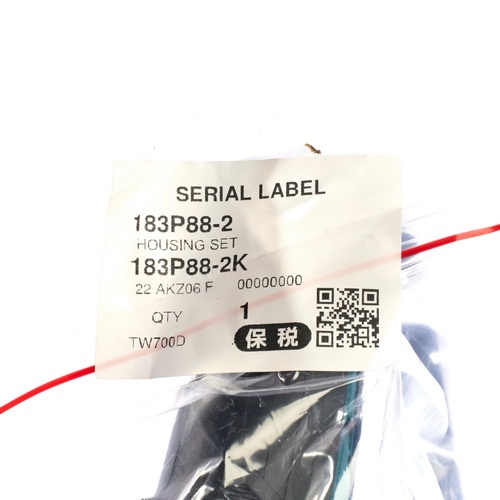 SERIAL LABEL
183P88-2
HOUSING SET
183P88-2K
22 AKZ06 F 00000000
QTY 1
TW700D 保税